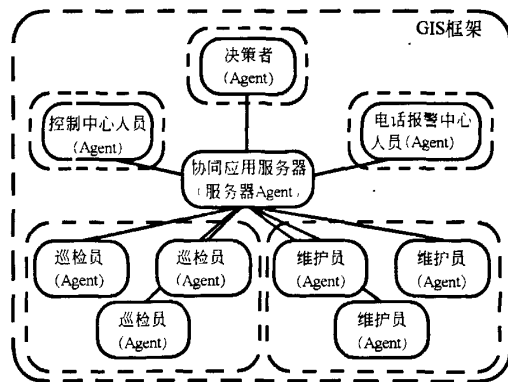 GIS框架
决策者
(Agent)
控制中心人员
(Agent)
电话报警中心
人员(Agent)
协同应用服务器
(服务器Agent)
巡检员
(Agent)
巡检员
(Agent)
巡检员
(Agent)
维护员
(Agent)
维护员
(Agent)
维护员
(Agent)